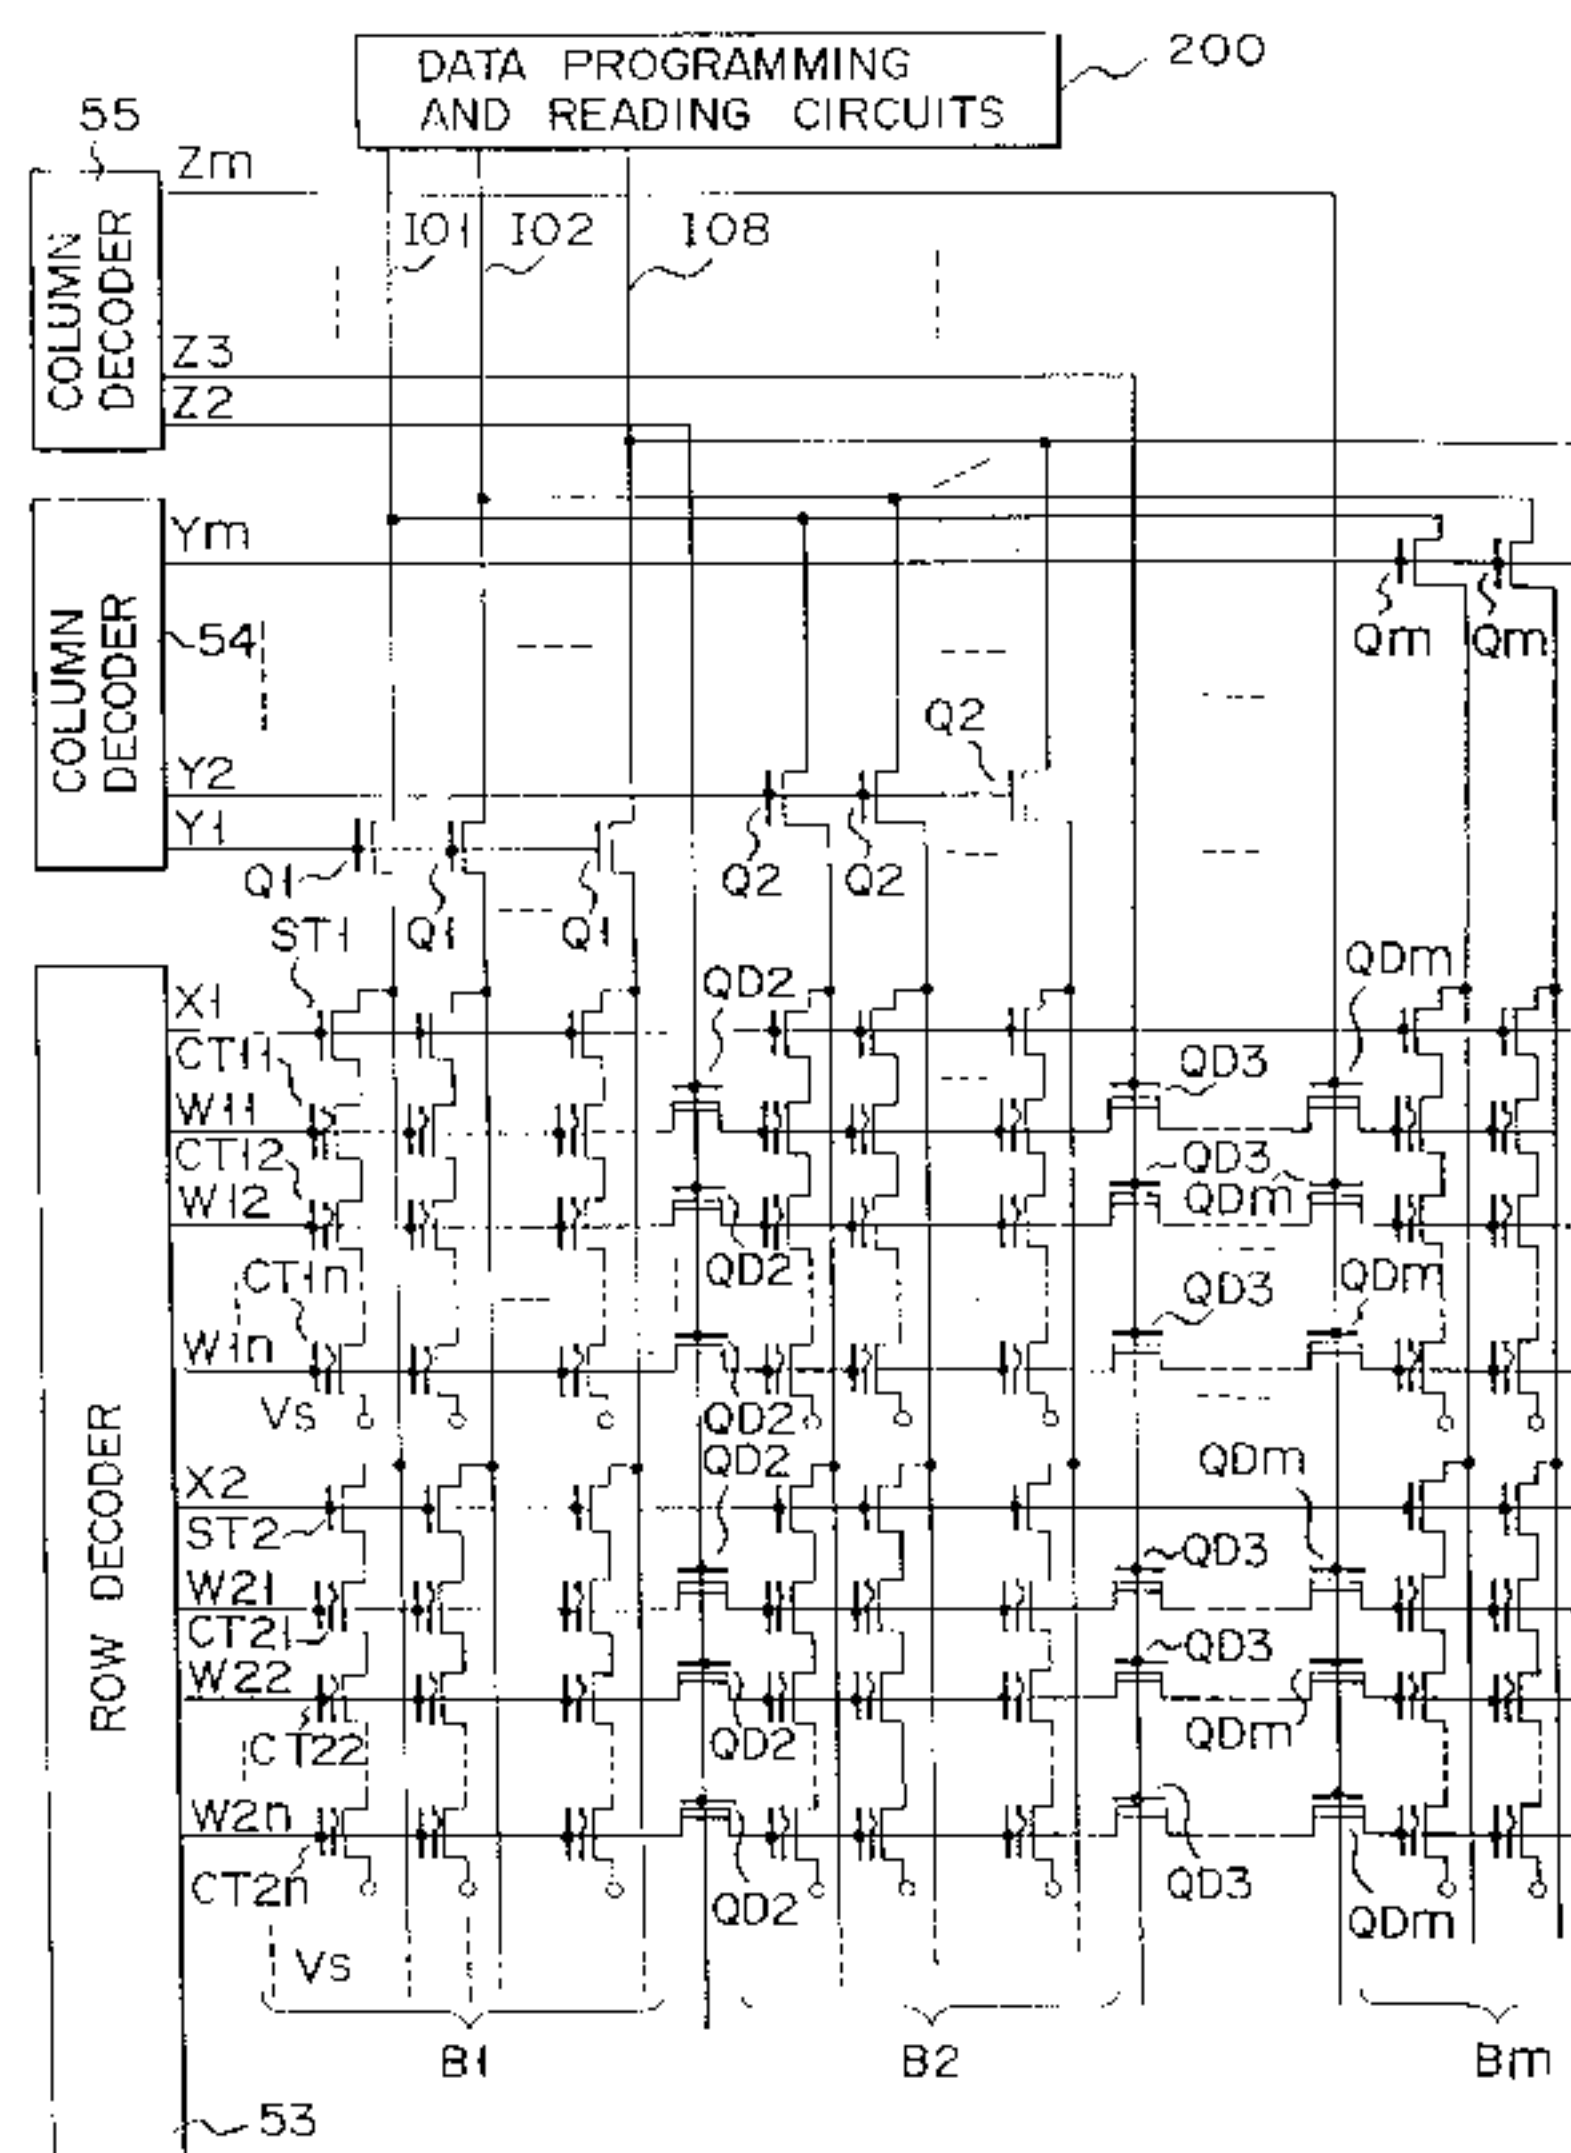 DATA PROGRAMMING
AND READING CIRCUITS
200
55
Zm
IO1 IO2 IO8
COLUMN
DECODER
Z3
Z2
COLUMN
DECODER
Ym
54
Qm Qm
Q2
Y2
Y1
Q1 Q1 Q1 Q2 Q2
ST1
X1
QD2
QDm
CT11
W11
QD3
CT12
W12
QD3
QDm
QD2
CT1n
QD3
QDm
W1n
Vs
QD2
QD2
QDm
ROW DECODER
X2
ST2
W21
QD3
CT21
W22
QD3
CT22
QD2
QDm
W2n
CT2n
QD2
QD3
QDm
Vs
B1 B2 Bm
53